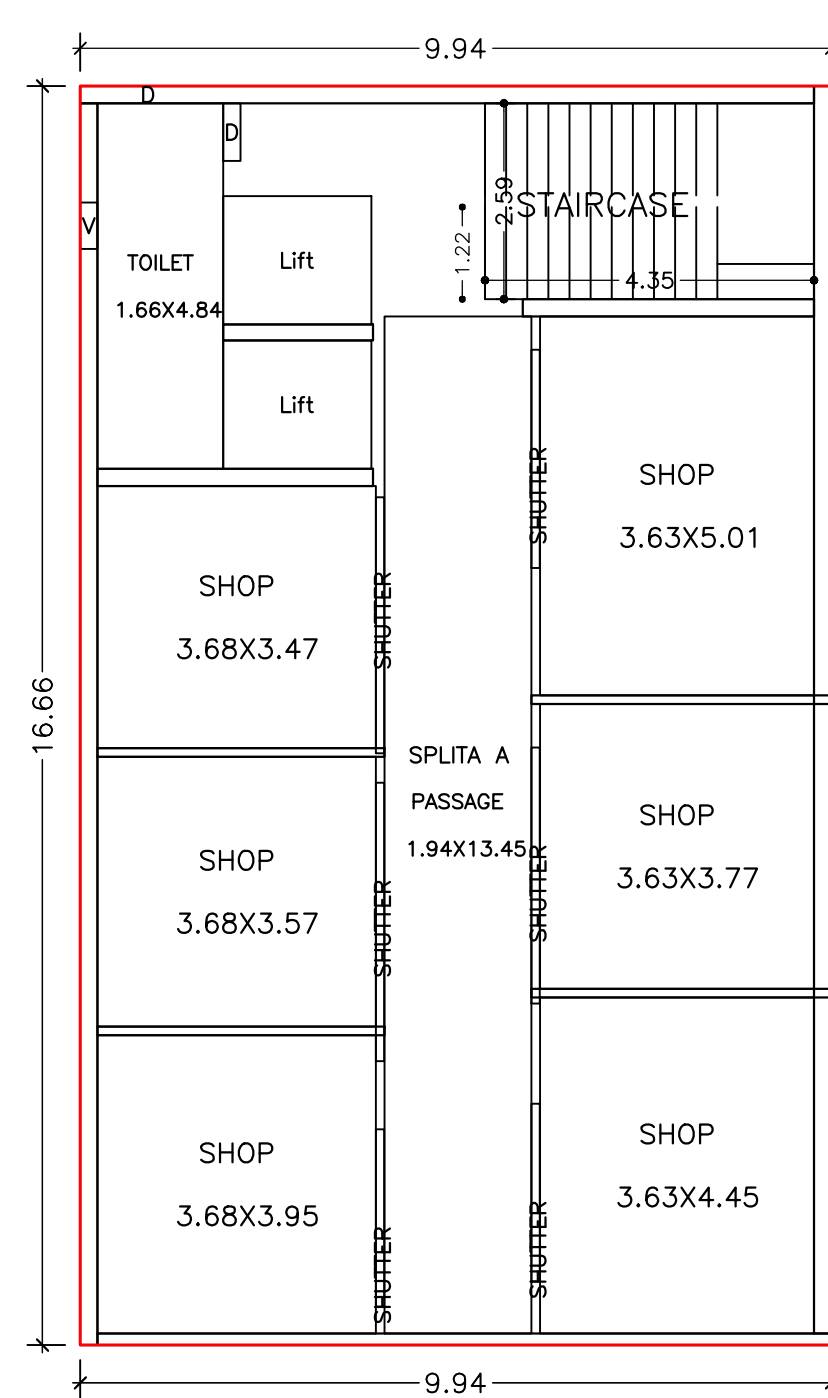 9.94
D
D
V
2.59
STAIRCASE
1.22
4.35
TOILET
1.66X4.84
Lift
Lift
SHOP
3.63X5.01
SHUTTER
SHOP
3.68X3.47
SHUTTER
16.66
SPLITA A
PASSAGE
1.94X13.45
SHOP
3.63X3.77
SHUTTER
SHOP
3.68X3.57
SHUTTER
SHOP
3.63X4.45
SHUTTER
SHOP
3.68X3.95
SHUTTER
9.94